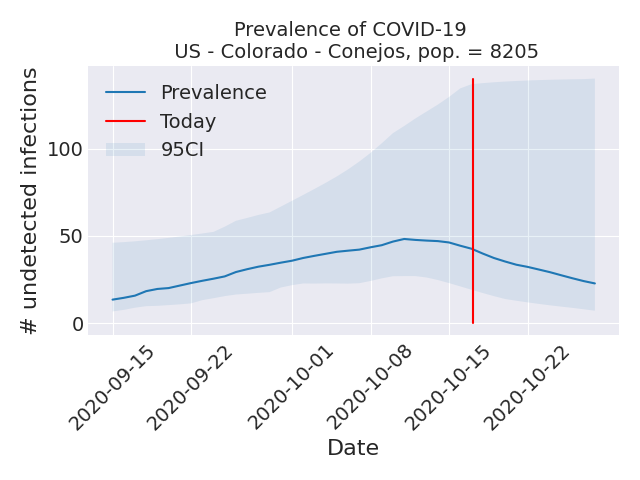 Prevalence of COVID-19
US - Colorado - Conejos, pop. = 8205
# undetected infections
100
50
0
Prevalence
Today
95CI
2020-09-15
2020-09-22
2020-10-01
2020-10-08
2020-10-15
2020-10-22
Date